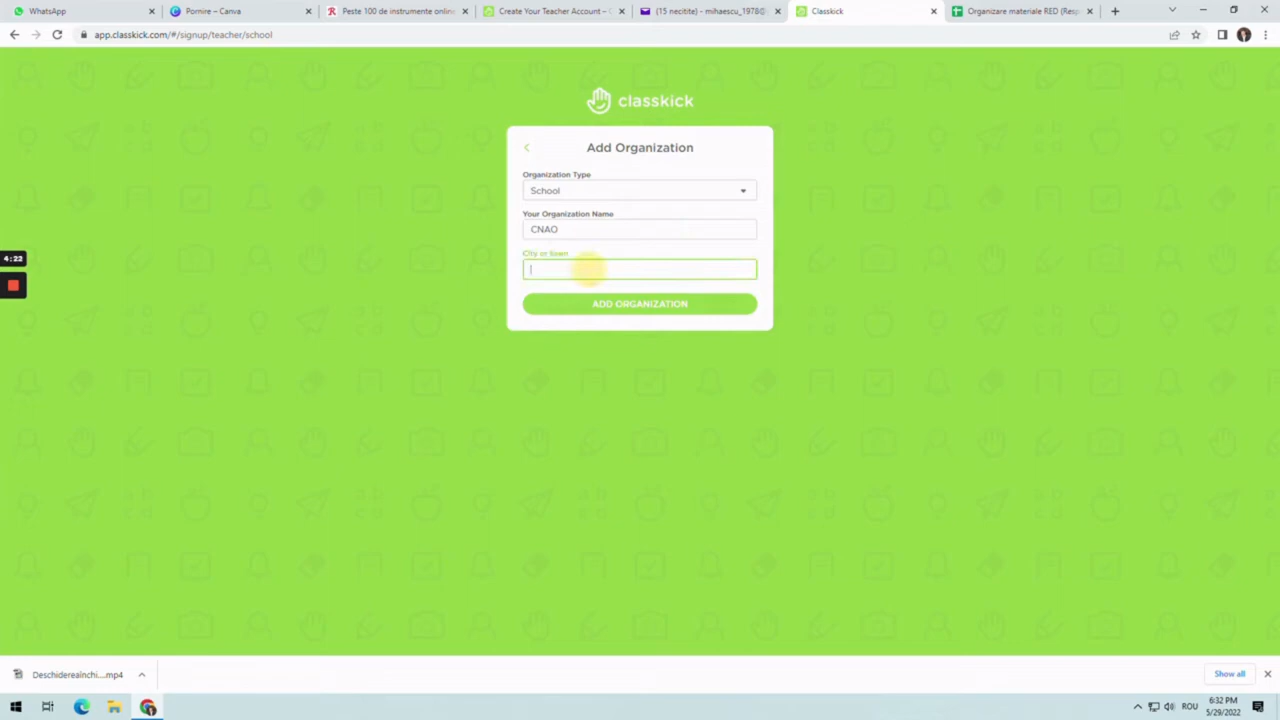 WhatsApp
Pornire – Canva
Peste 100 de instrumente online
Create Your Teacher Account – C
(15 necitite) - mihaescu_1978@
Classkick
Organizare materiale RED (Resp
app.classkick.com/#/signup/teacher/school
classkick
Add Organization
Organization Type
School
Your Organization Name
CNAO
City or town
ADD ORGANIZATION
4:22
Deschidereainchi....mp4
Show all
6:32 PM
ROU
5/29/2022